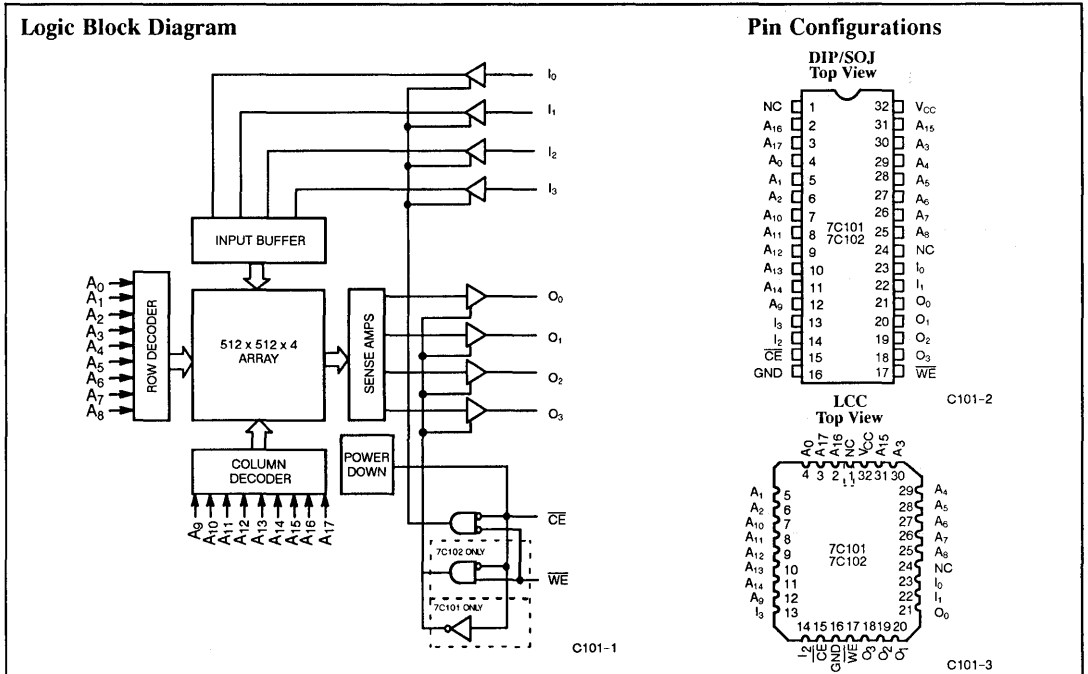 Logic Block Diagram
I0
I1
I2
I3
INPUT BUFFER
A0
A1
A2
A3
A4
A5
A6
A7
A8
ROW DECODER
512 x 512 x 4
ARRAY
SENSE AMPS
O0
O1
O2
O3
COLUMN
DECODER
A9
A10
A11
A12
A13
A14
A15
A16
A17
POWER
DOWN
CE
7C102 ONLY
WE
7C101 ONLY
C101-1
Pin Configurations
DIP/SOJ
Top View
NC 1 32 VCC
A16 2 31 A15
A17 3 30 A3
A0 4 29 A4
A1 5 28 A5
A2 6 27 A6
A10 7 26 A7
A11 8 25 A8
A12 9 24 NC
A13 10 23 I0
A14 11 22 I1
A9 12 21 O0
I3 13 20 O1
I2 14 19 O2
CE 15 18 O3
GND 16 17 WE
7C101
7C102
C101-2
LCC
Top View
A0 A17 A16 NC VCC A15 A3
4 3 2 1 32 31 30
A1 5 29 A4
A2 6 28 A5
A10 7 27 A6
A11 8 26 A7
A12 9 25 A8
A13 10 24 NC
A14 11 23 I0
A9 12 22 I1
I3 13 21 O0
7C101
7C102
14 15 16 17 18 19 20
I2 CE GND WE O3 O2 O1
C101-3